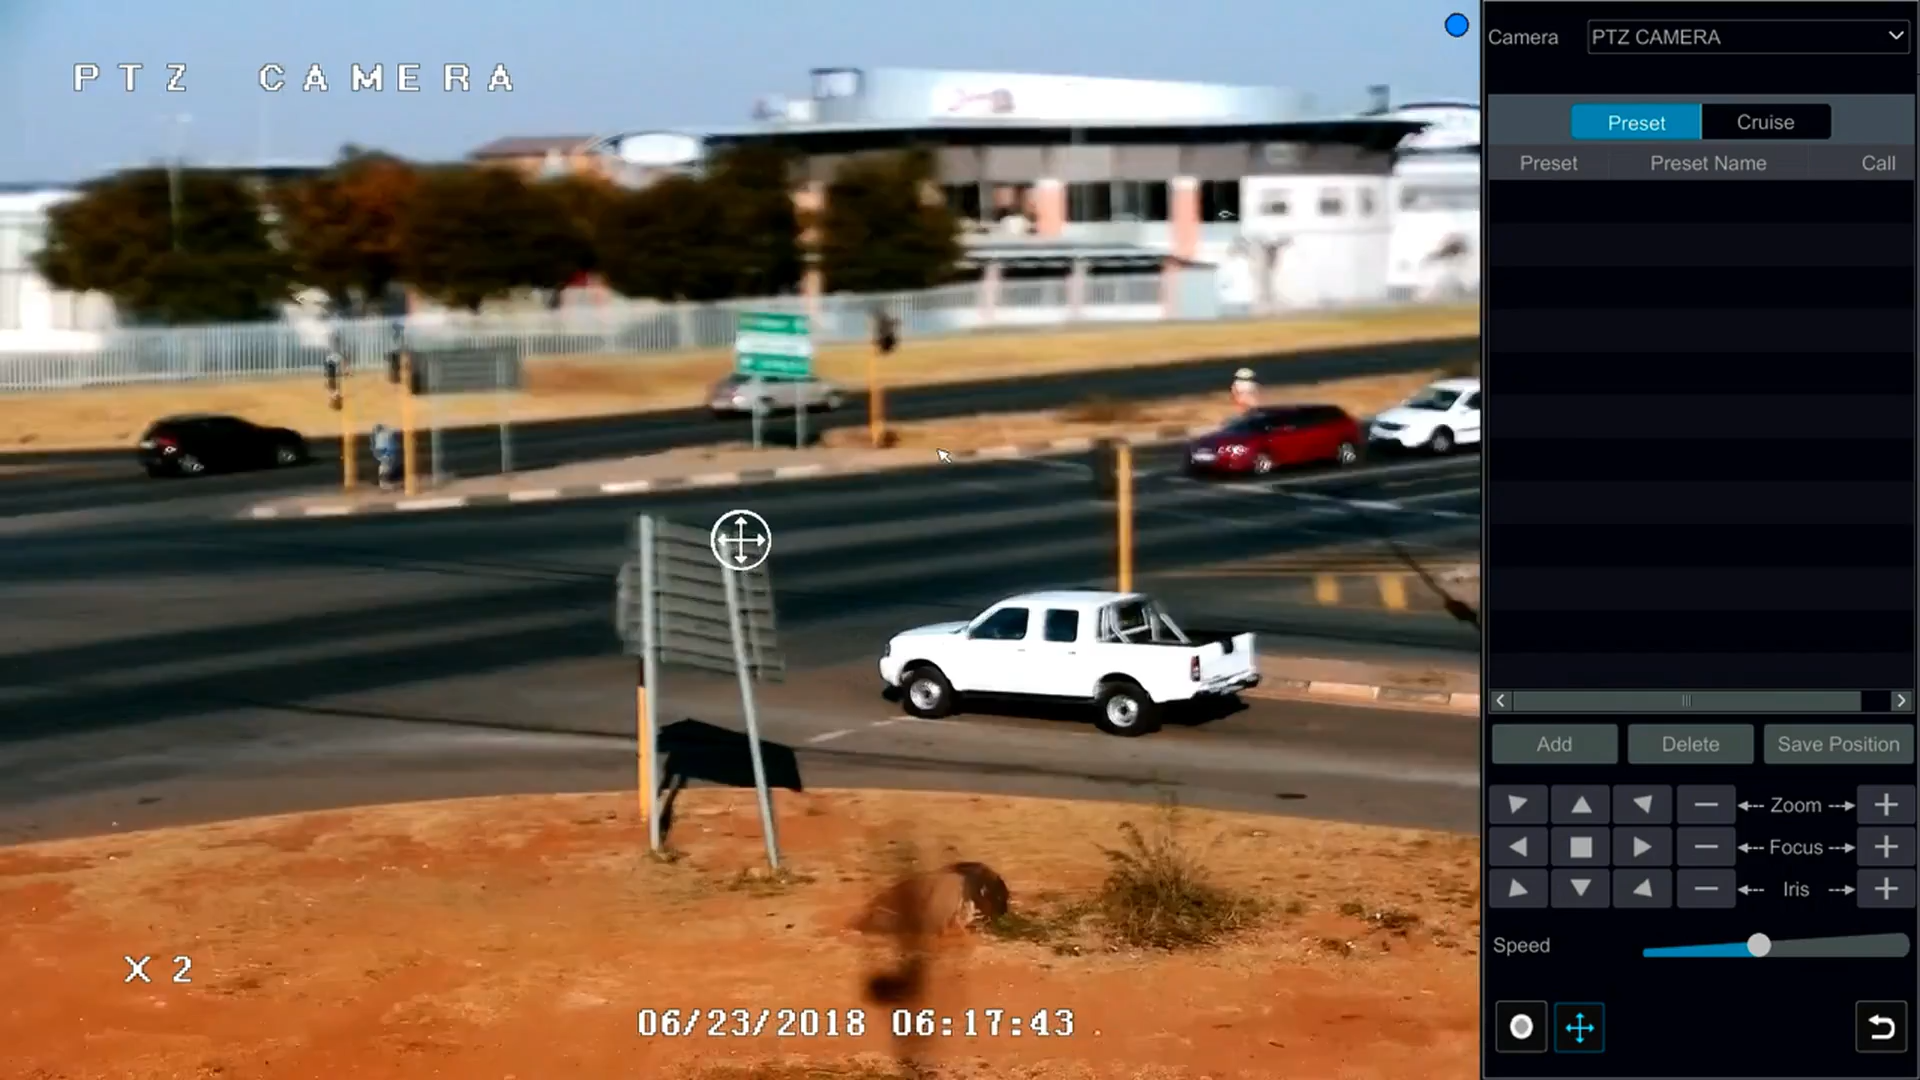 PTZ CAMERA
Camera PTZ CAMERA
Preset Cruise
Preset Preset Name Call
Add Delete Save Position
Zoom
Focus
Iris
Speed
X 2
06/23/2018 06:17:43